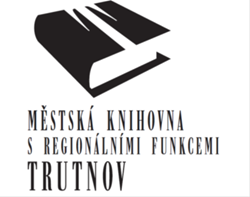 MĚSTSKÁ KNIHOVNA
S REGIONÁLNÍMI FUNKCEMI
TRUTNOV